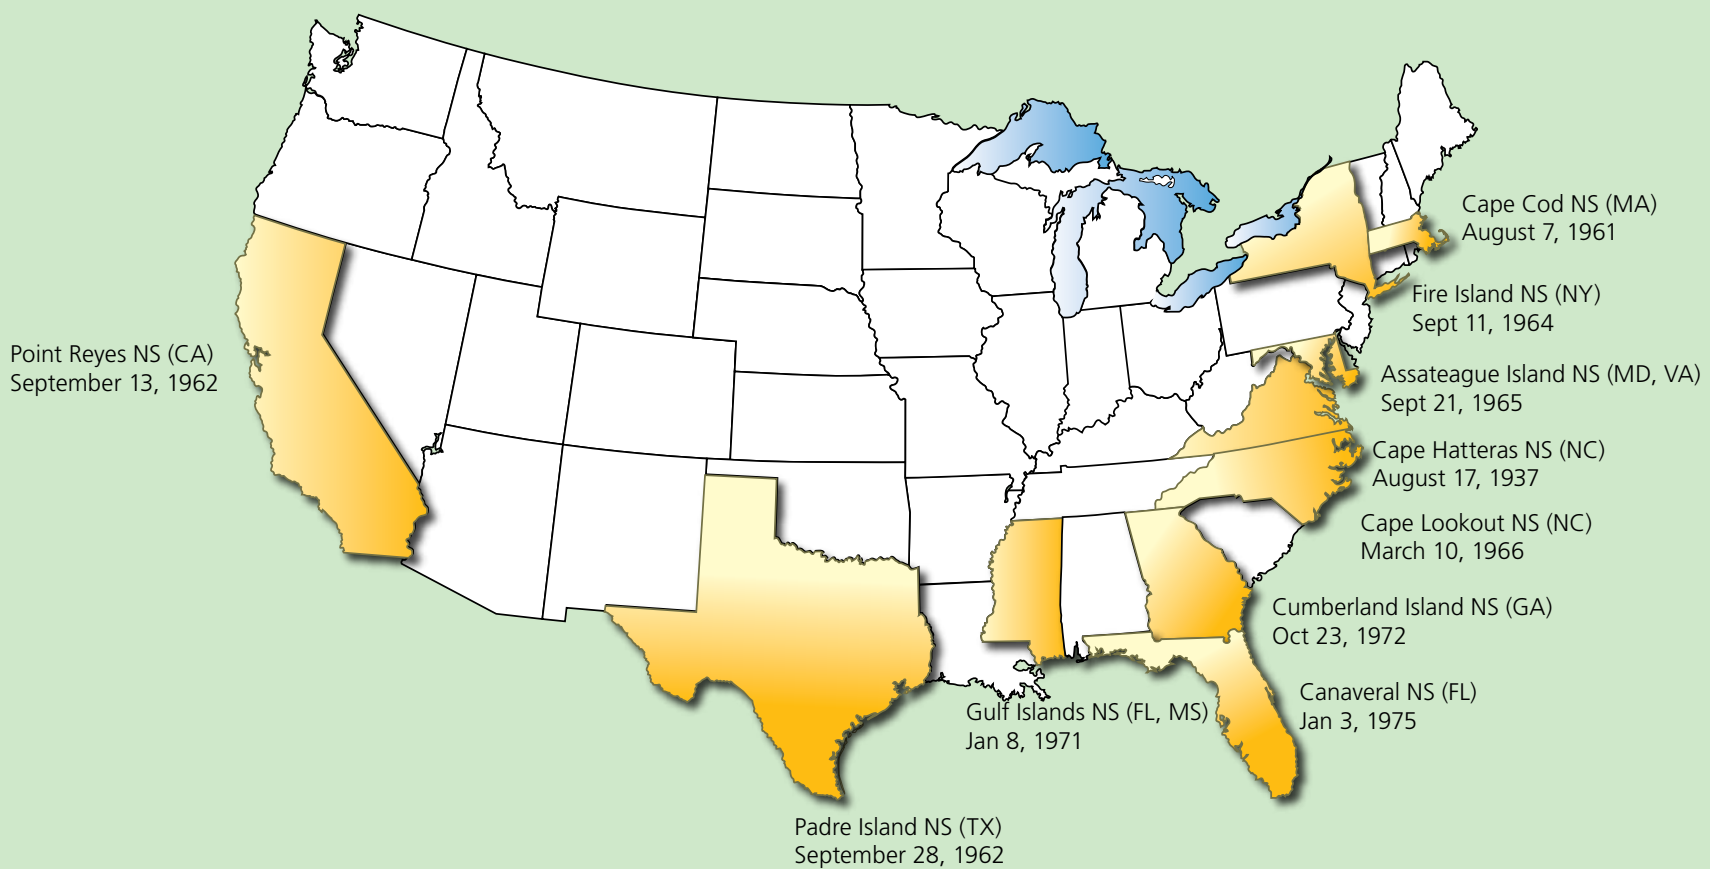 Cape Cod NS (MA)
August 7, 1961
Fire Island NS (NY)
Sept 11, 1964
Point Reyes NS (CA)
September 13, 1962
Assateague Island NS (MD, VA)
Sept 21, 1965
Cape Hatteras NS (NC)
August 17, 1937
Cape Lookout NS (NC)
March 10, 1966
Cumberland Island NS (GA)
Oct 23, 1972
Canaveral NS (FL)
Jan 3, 1975
Gulf Islands NS (FL, MS)
Jan 8, 1971
Padre Island NS (TX)
September 28, 1962